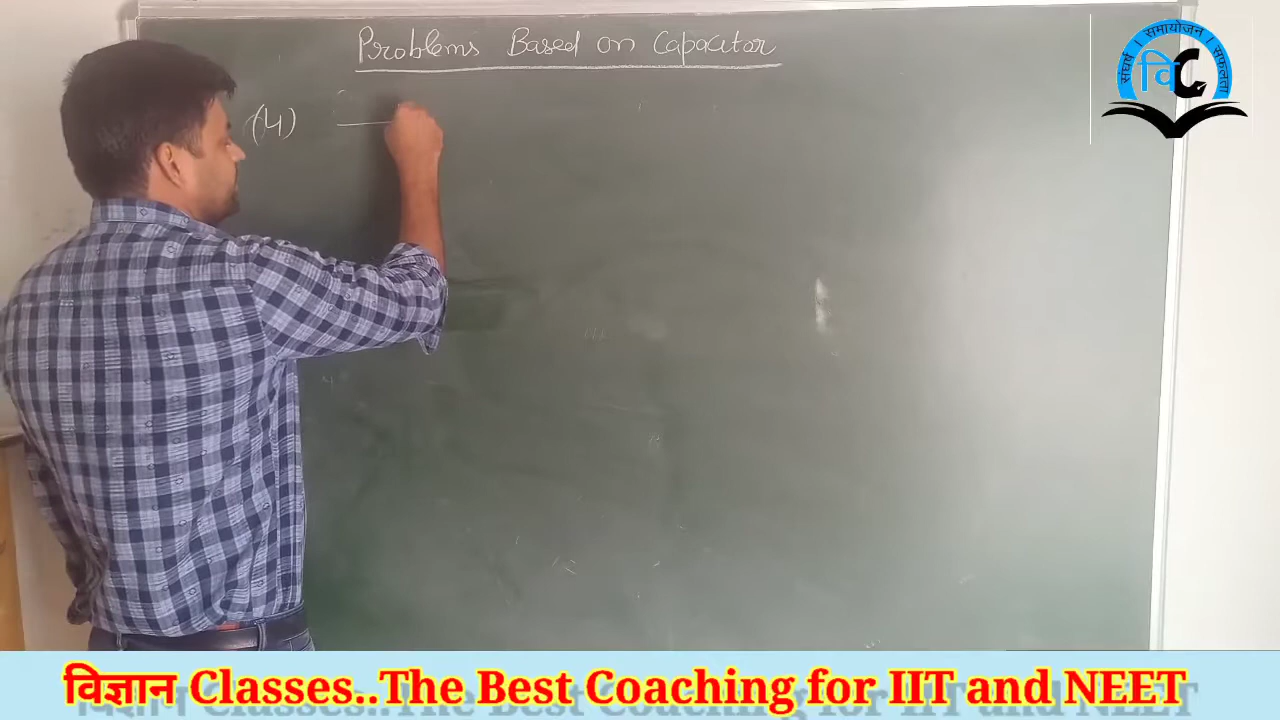 Problems Based on Capacitor
(4)
संघर्ष । समायोजन । सफलता
वि C
विज्ञान Classes..The Best Coaching for IIT and NEET